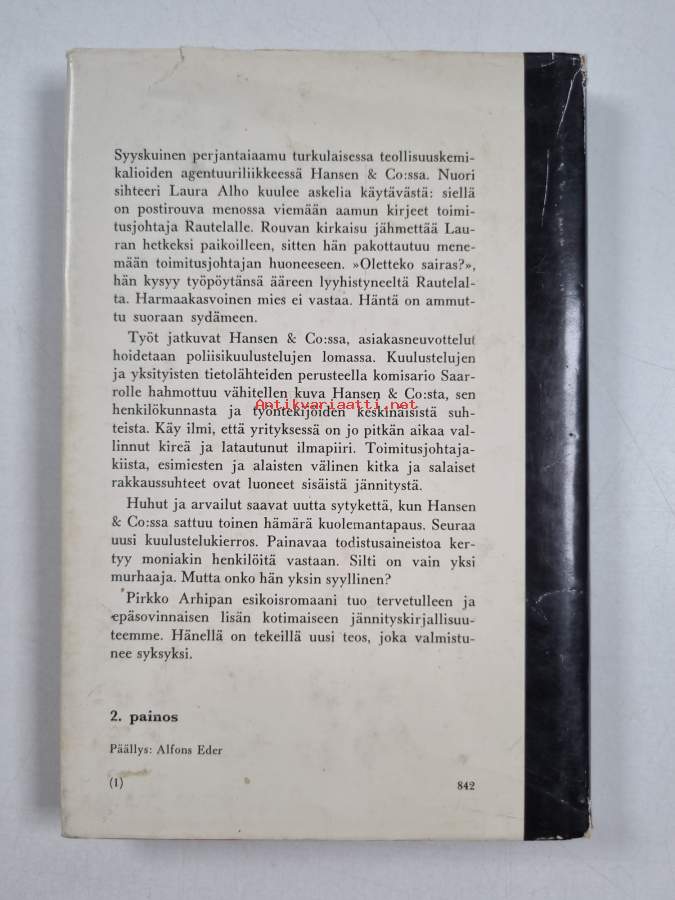 Syyskuinen perjantaiaamu turkulaisessa teollisuuskemi-
kalioiden agentuuriliikkeessä Hansen & Co:ssa. Nuori
sihteeri Laura Alho kuulee askelia käytävästä: siellä
on postirouva menossa viemään aamun kirjeet toimi-
tusjohtaja Rautelalle. Rouvan kirkaisu jähmettää Lau-
ran hetkeksi paikoilleen, sitten hän pakottautuu mene-
mään toimitusjohtajan huoneeseen. »Oletteko sairas?»,
hän kysyy työpöytänsä ääreen lyyhistyneeltä Rautelal-
ta. Harmaakasvoinen mies ei vastaa. Häntä on ammut-
tu suoraan sydämeen.
Työt jatkuvat Hansen & Co:ssa, asiakasneuvottelut
hoidetaan poliisikuulustelujen lomassa. Kuulustelujen
ja yksityisten tietolähteiden perusteella komisario Saar-
rolle hahmottuu vähitellen kuva Hansen & Co:sta, sen
henkilökunnasta ja työntekijöiden keskinäisistä suh-
Antikvariaatti.net
teista. Käy ilmi, että yrityksessä on jo pitkän aikaa val-
linnut kireä ja latautunut ilmapiiri. Toimitusjohtaja-
kiista, esimiesten ja alaisten välinen kitka ja salaiset
rakkaussuhteet ovat luoneet sisäistä jännitystä.
Huhut ja arvailut saavat uutta sytykettä, kun Hansen
& Co:ssa sattuu toinen hämärä kuolemantapaus. Seuraa
uusi kuulustelukierros. Painavaa todistusaineistoa ker-
tyy moniakin henkilöitä vastaan. Silti on vain yksi
murhaaja. Mutta onko hän yksin syyllinen?
Pirkko Arhipan esikoisromaani tuo tervetulleen ja
epäsovinnaisen lisän kotimaiseen jännityskirjallisuu-
teemme. Hänellä on tekeillä uusi teos, joka valmistu-
nee syksyksi.
2. painos
Päällys: Alfons Eder
(1)
842